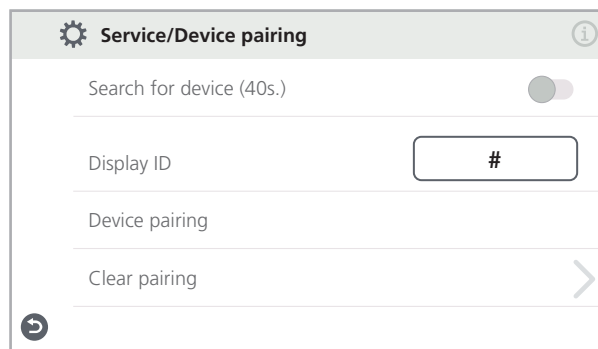 Service/Device pairing
Search for device (40s.)
Display ID
#
Device pairing
Clear pairing